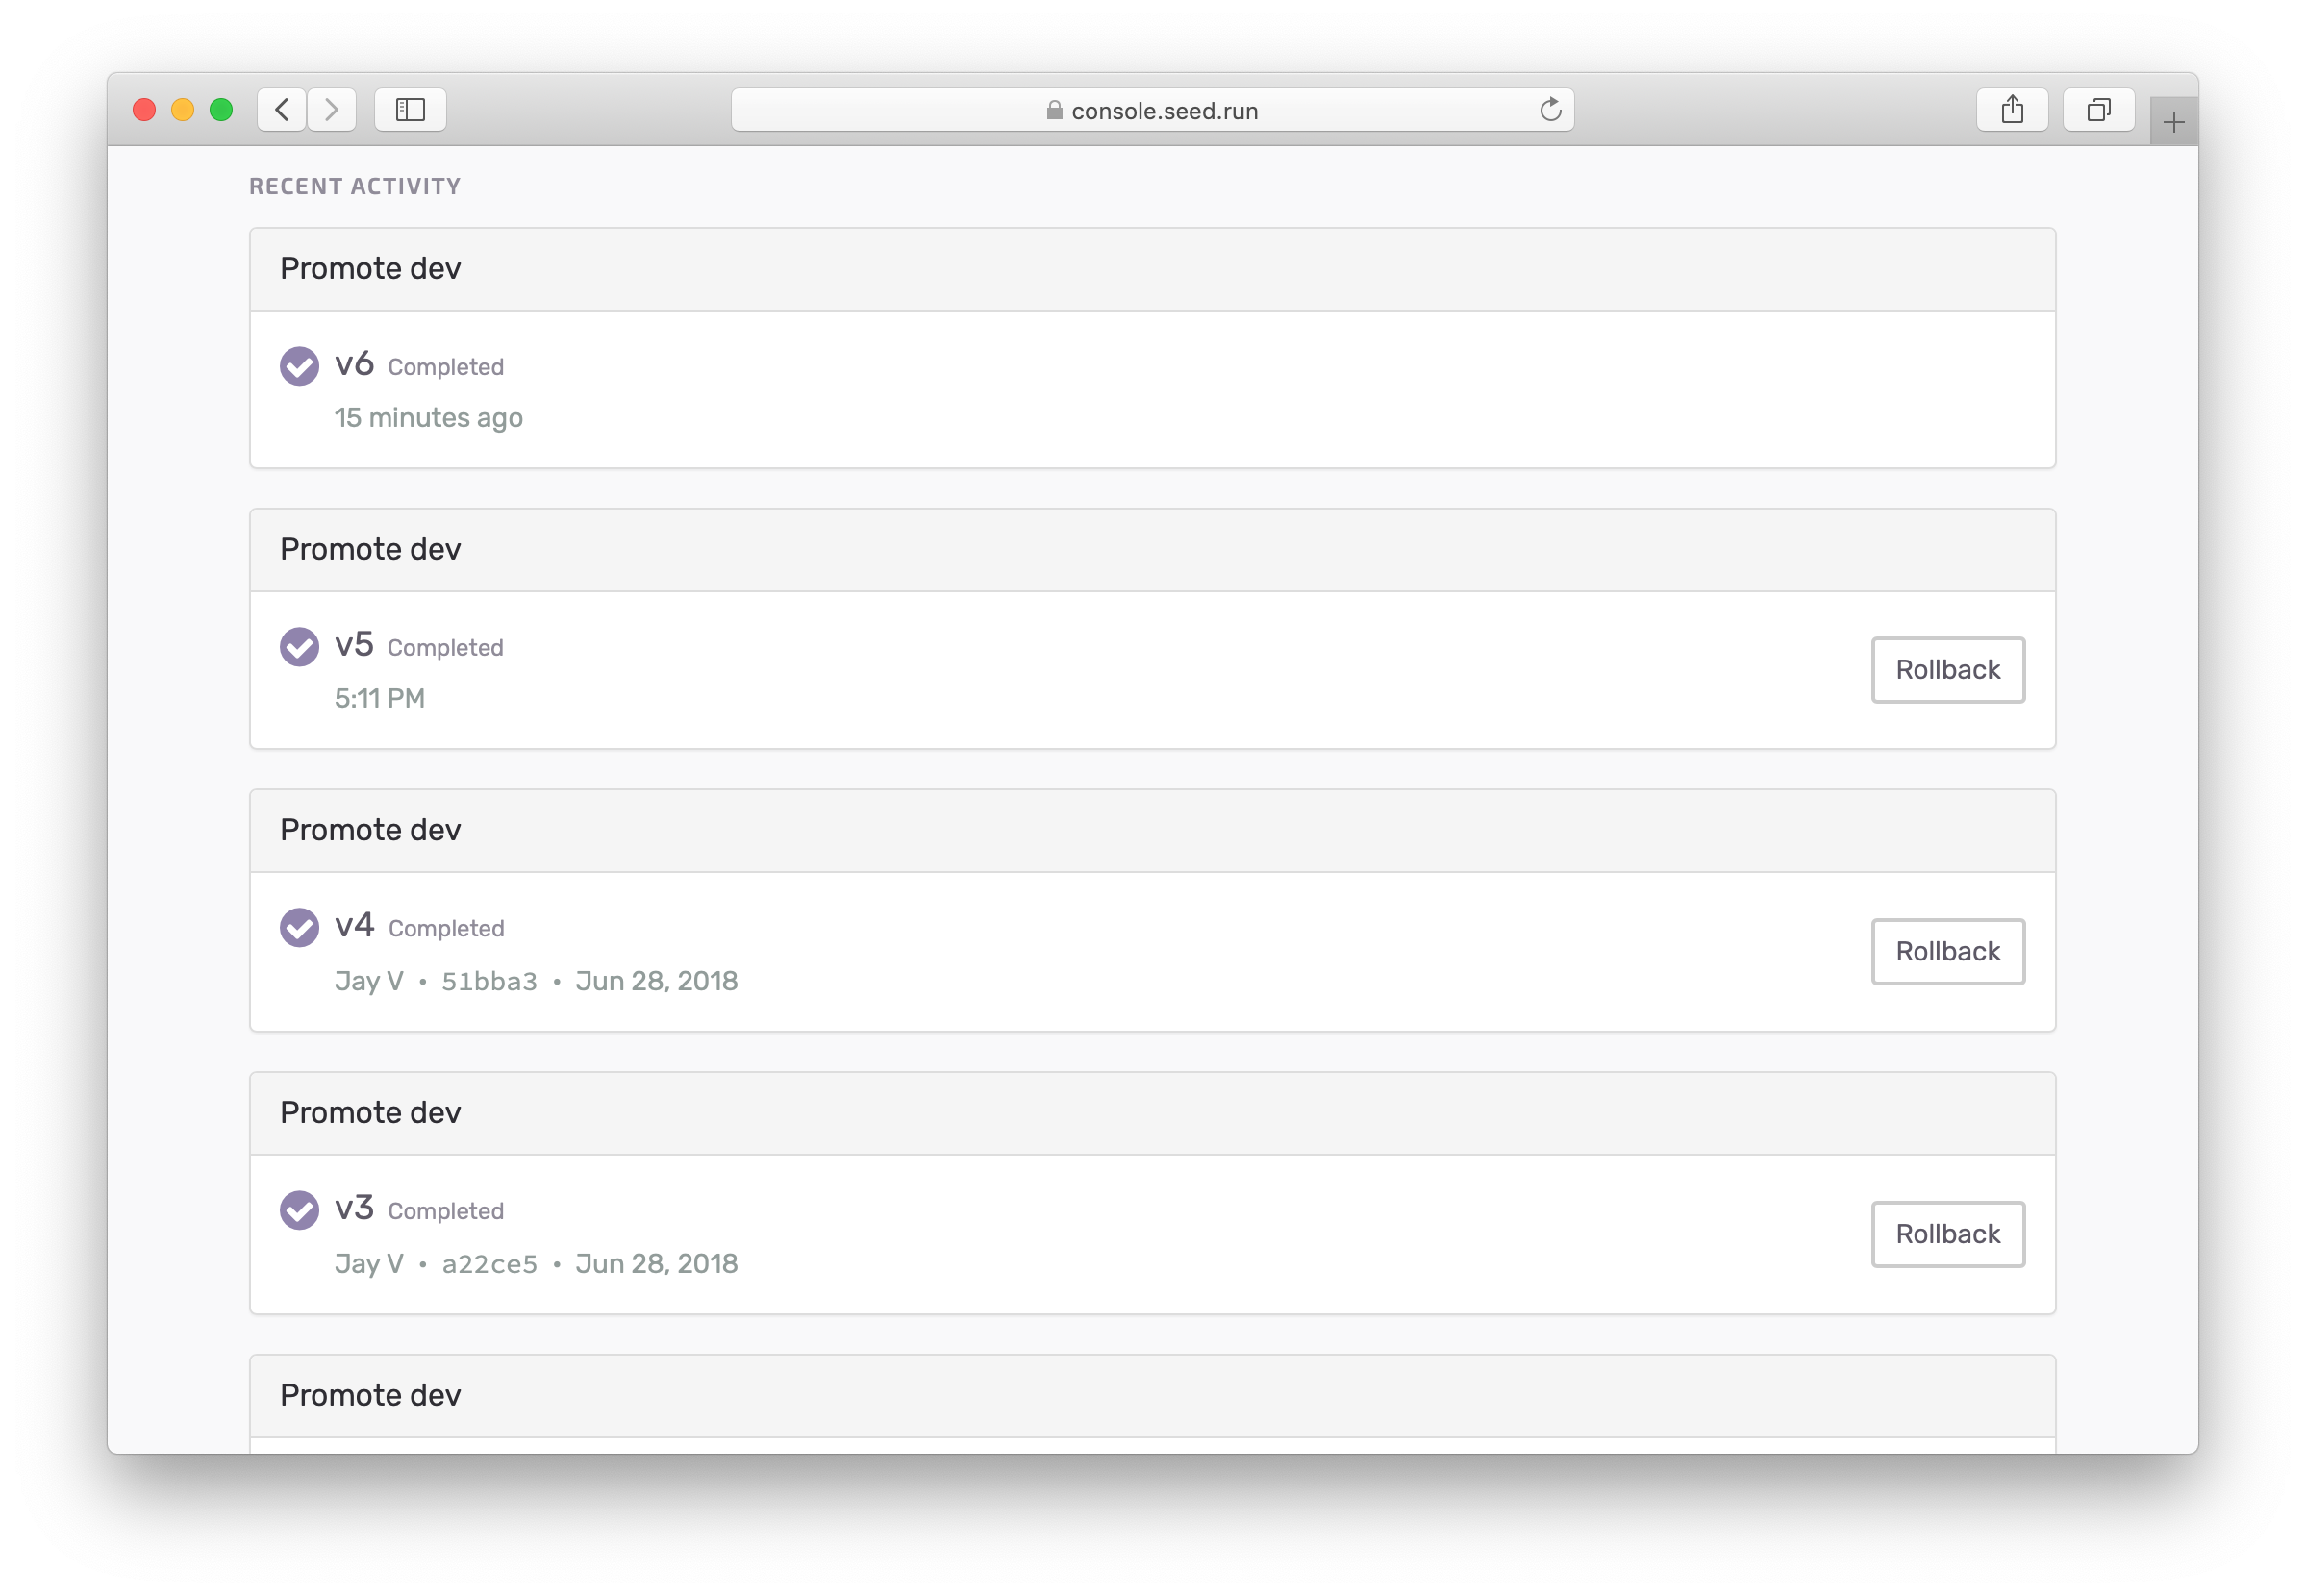 console.seed.run
RECENT ACTIVITY
Promote dev
v6 Completed
15 minutes ago
Promote dev
v5 Completed
5:11 PM
Rollback
Promote dev
v4 Completed
Jay V • 51bba3 • Jun 28, 2018
Rollback
Promote dev
v3 Completed
Jay V • a22ce5 • Jun 28, 2018
Rollback
Promote dev